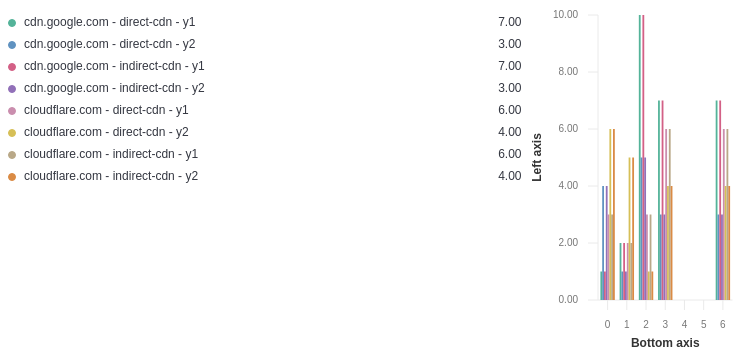 cdn.google.com - direct-cdn - y1 7.00
cdn.google.com - direct-cdn - y2 3.00
cdn.google.com - indirect-cdn - y1 7.00
cdn.google.com - indirect-cdn - y2 3.00
cloudflare.com - direct-cdn - y1 6.00
cloudflare.com - direct-cdn - y2 4.00
cloudflare.com - indirect-cdn - y1 6.00
cloudflare.com - indirect-cdn - y2 4.00
Left axis
10.00
8.00
6.00
4.00
2.00
0.00
0 1 2 3 4 5 6
Bottom axis